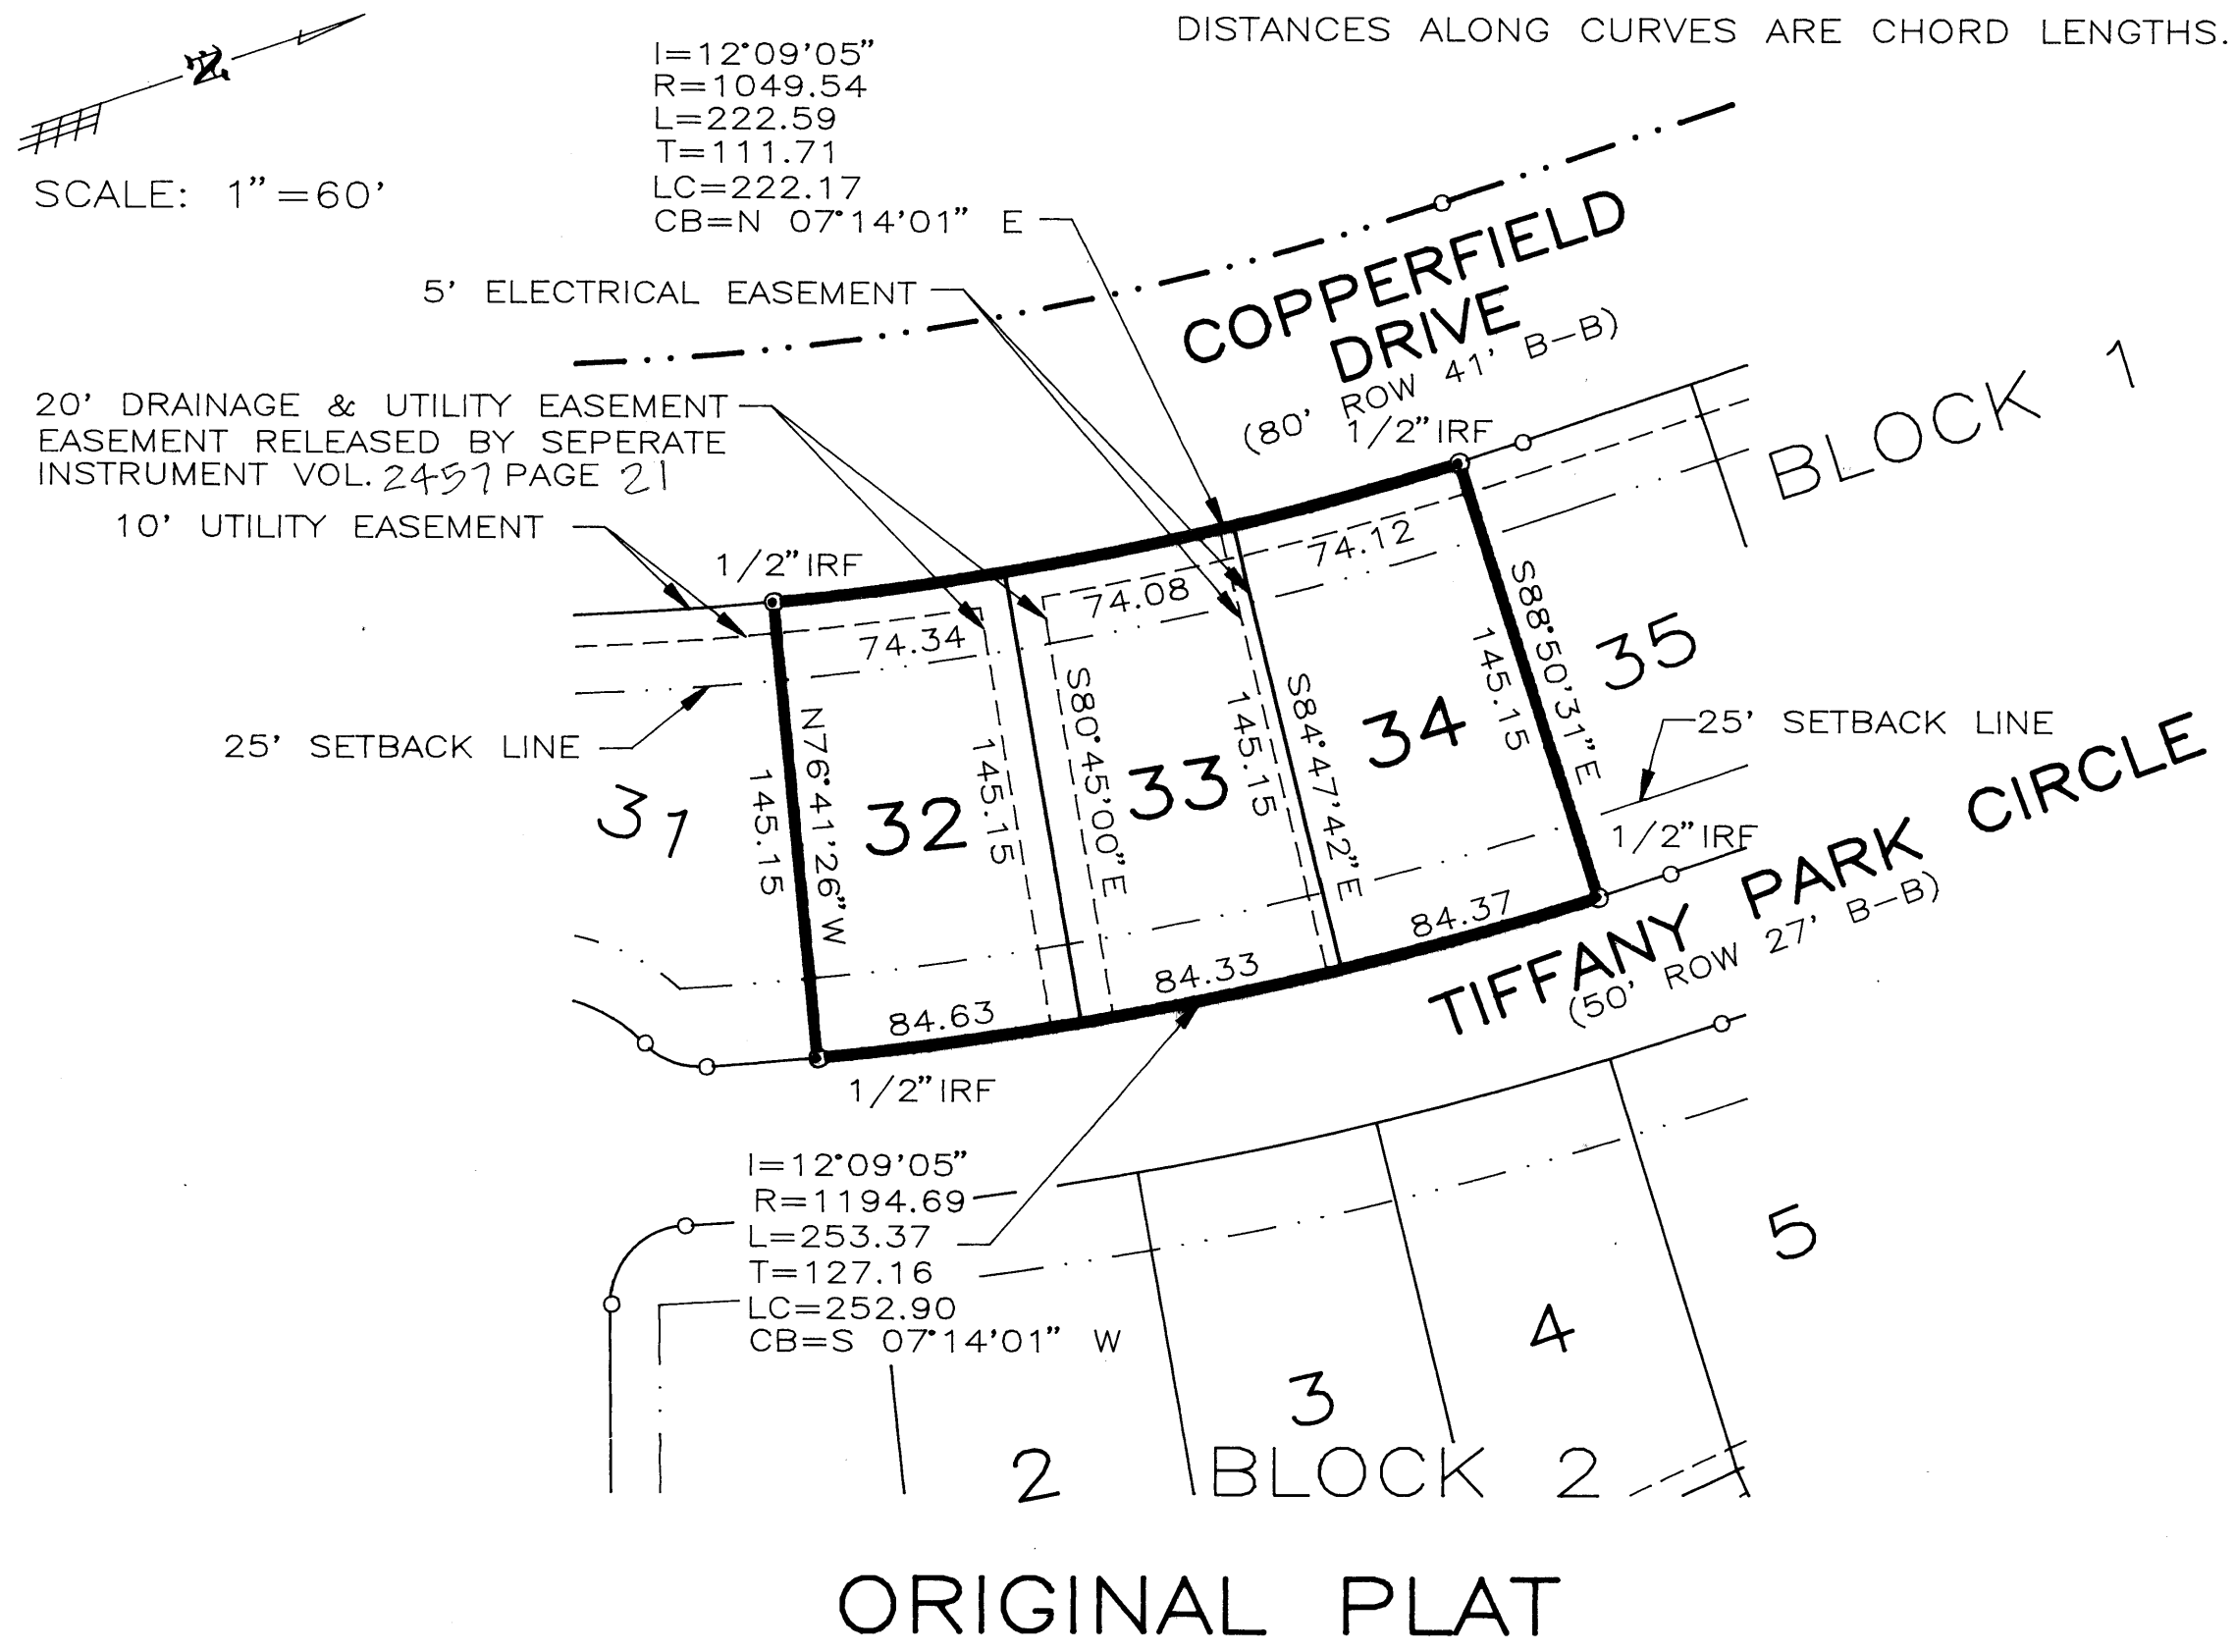 DISTANCES ALONG CURVES ARE CHORD LENGTHS.
SCALE: 1"=60'
I=12°09'05"
R=1049.54
L=222.59
T=111.71
LC=222.17
CB=N 07°14'01" E
5' ELECTRICAL EASEMENT
20' DRAINAGE & UTILITY EASEMENT
EASEMENT RELEASED BY SEPERATE
INSTRUMENT VOL. 2457 PAGE 21
10' UTILITY EASEMENT
COPPERFIELD
DRIVE
(80' ROW 41' B-B)
1/2"IRF
BLOCK 1
1/2"IRF
74.34
74.08
74.12
25' SETBACK LINE
31
145.15
N76°41'26"W
32
145.15
S80°45'00"E
33
145.15
S84°47'42"E
34
145.15
S88°50'31"E
35
25' SETBACK LINE
1/2"IRF
84.63
84.33
84.37
TIFFANY PARK CIRCLE
(50' ROW 27' B-B)
1/2"IRF
I=12°09'05"
R=1194.69
L=253.37
T=127.16
LC=252.90
CB=S 07°14'01" W
2
3
4
5
BLOCK 2
ORIGINAL PLAT